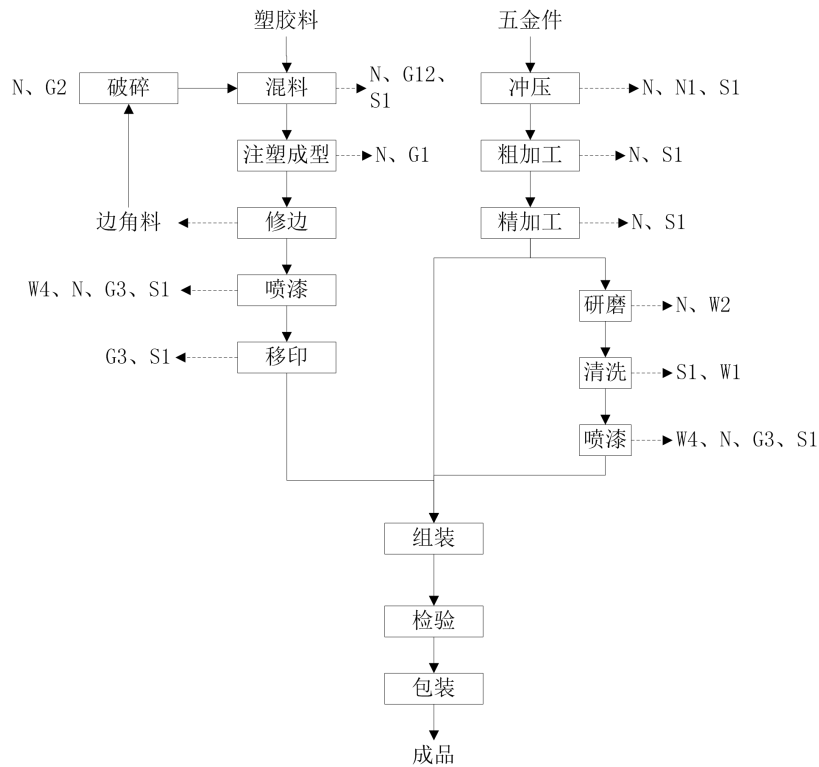 塑胶料
五金件
N、G2
破碎
混料
N、G12、
S1
冲压
N、N1、S1
注塑成型
N、G1
粗加工
N、S1
边角料
修边
精加工
N、S1
W4、N、G3、S1
喷漆
研磨
N、W2
G3、S1
移印
清洗
S1、W1
喷漆
W4、N、G3、S1
组装
检验
包装
成品